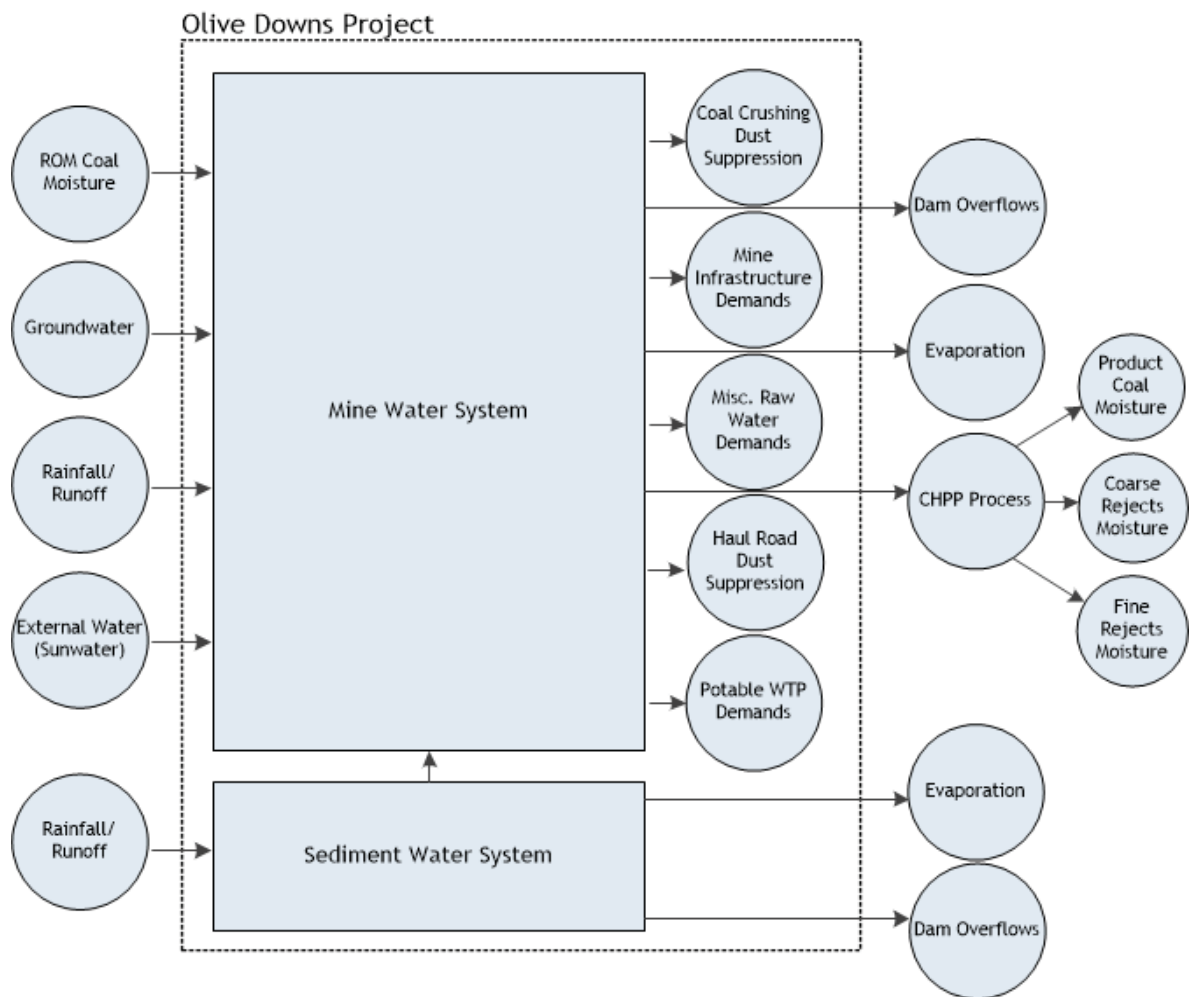 Olive Downs Project
ROM Coal
Moisture
Groundwater
Rainfall/
Runoff
External Water
(Sunwater)
Rainfall/
Runoff
Mine Water System
Sediment Water System
Coal Crushing
Dust
Suppression
Mine
Infrastructure
Demands
Misc. Raw
Water
Demands
Haul Road
Dust
Suppression
Potable WTP
Demands
Dam Overflows
Evaporation
CHPP Process
Product
Coal
Moisture
Coarse
Rejects
Moisture
Fine
Rejects
Moisture
Evaporation
Dam Overflows